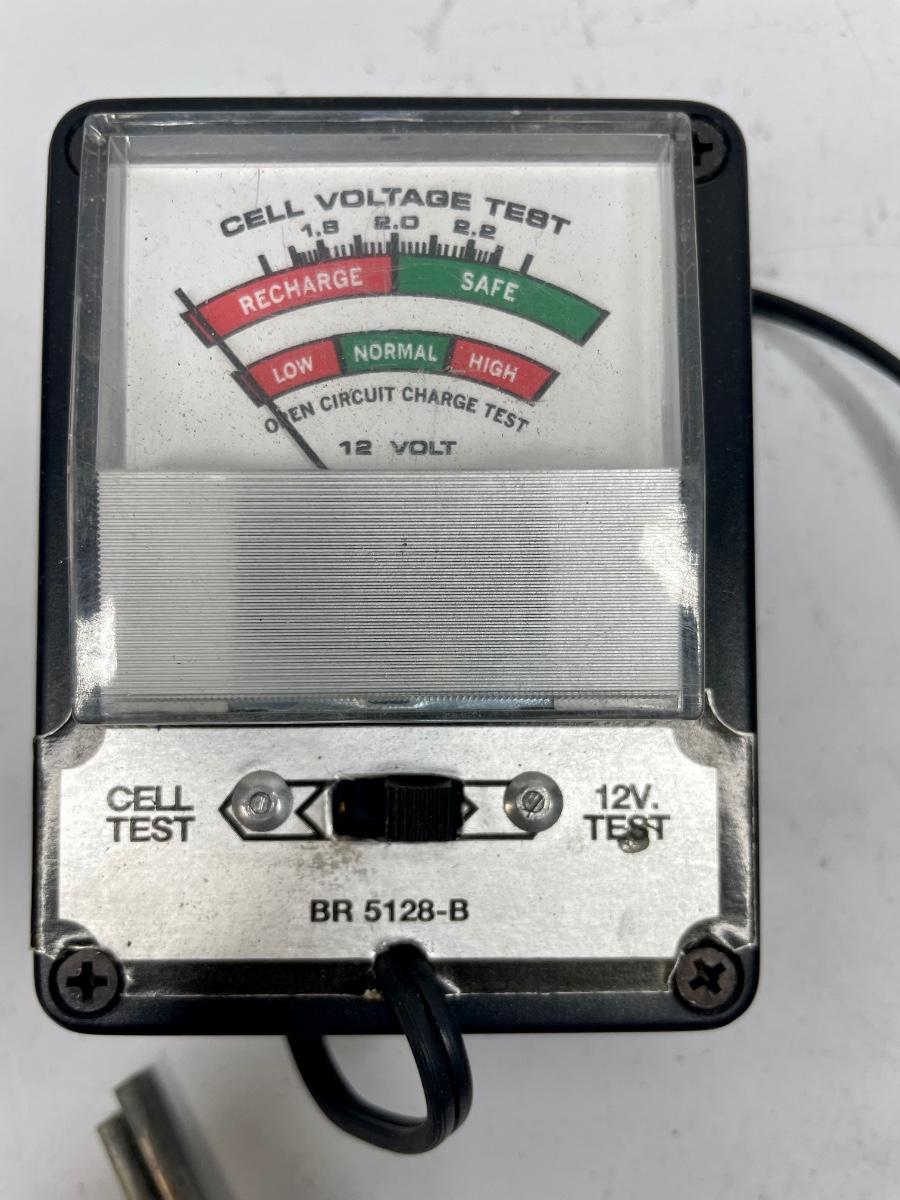 CELL VOLTAGE TEST
1.8 2.0 2.2
RECHARGE SAFE
LOW NORMAL HIGH
OPEN CIRCUIT CHARGE TEST
12 VOLT
CELL TEST
12V. TEST
BR 5128-B